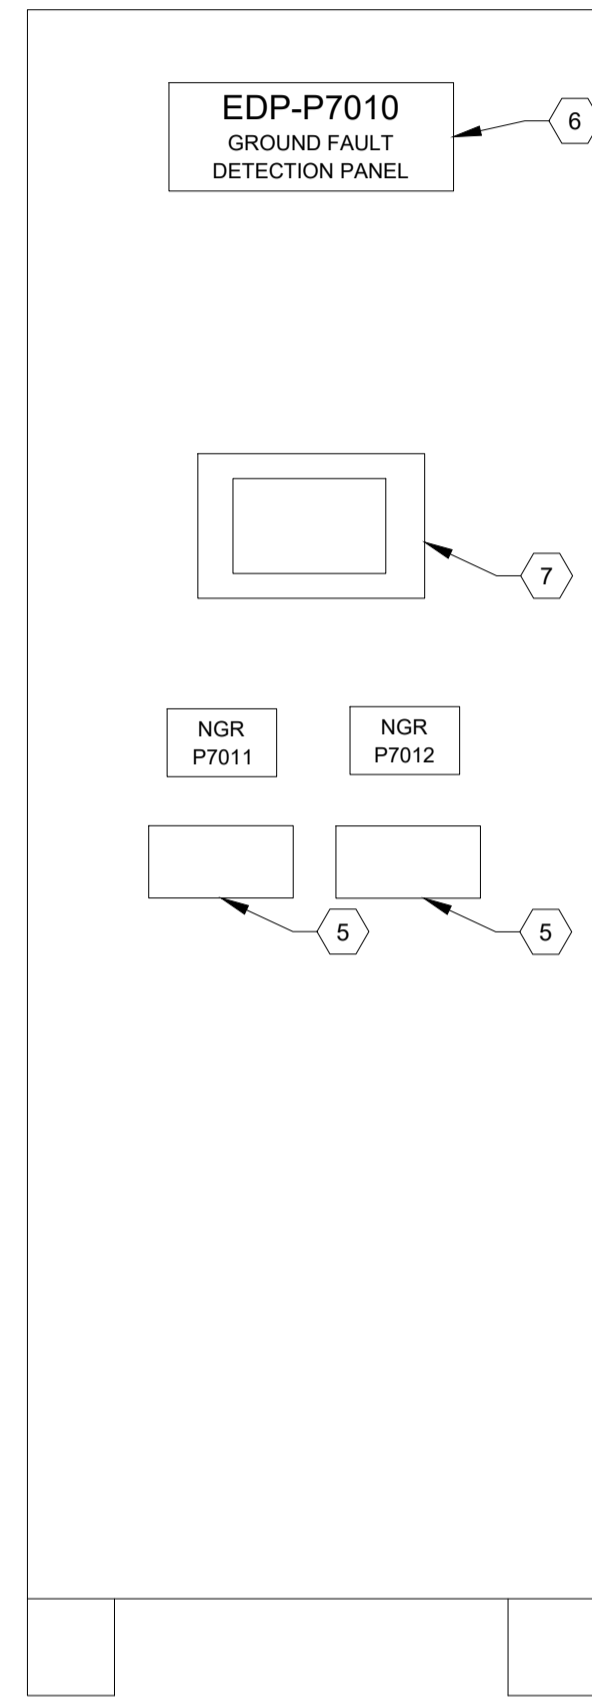 EDP-P7010
GROUND FAULT
DETECTION PANEL
6
7
NGR
P7011
NGR
P7012
5
5